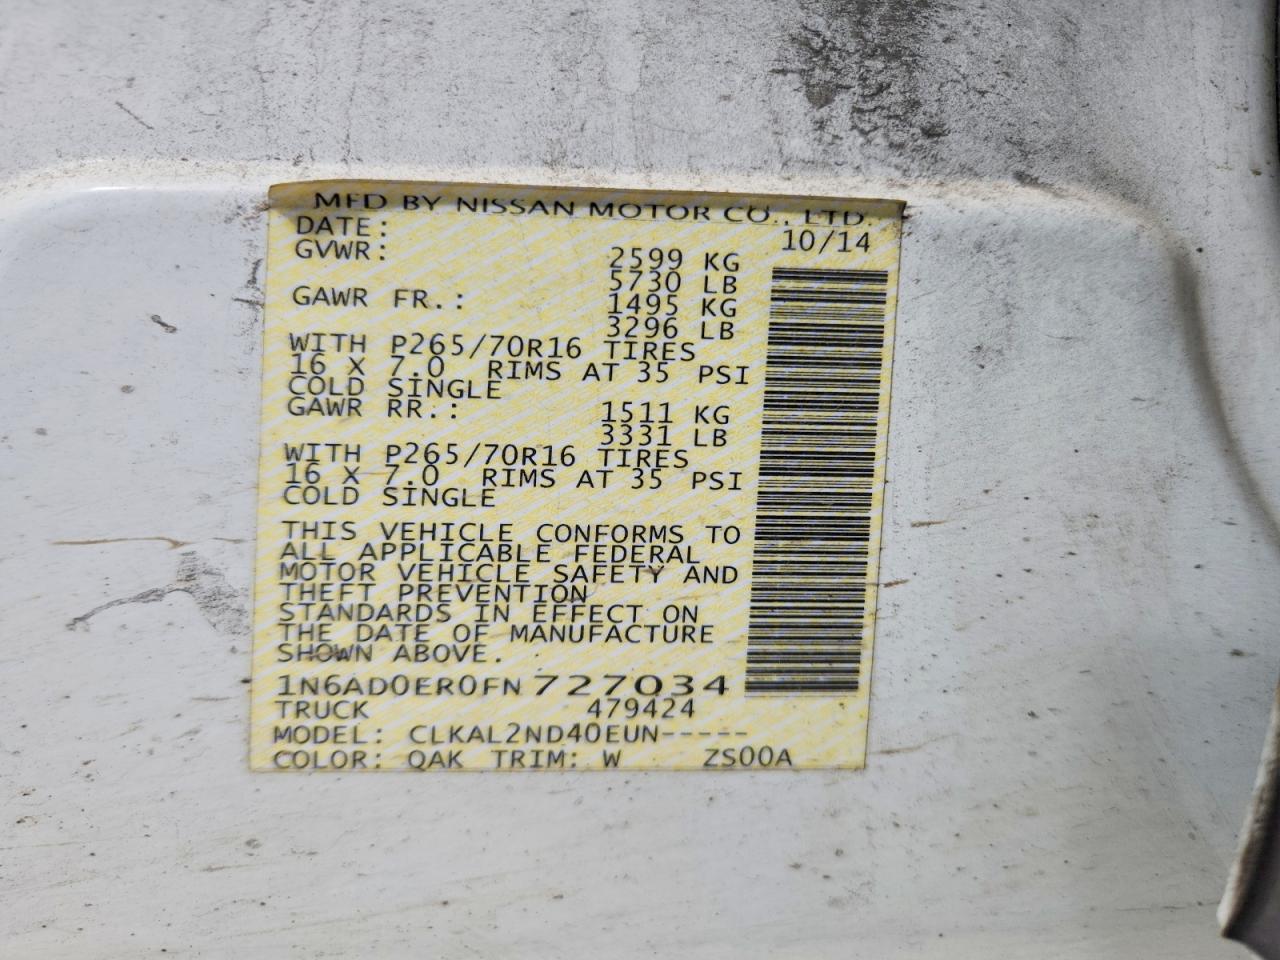 MFD BY NISSAN MOTOR CO., LTD.
DATE: 10/14
GVWR: 2599 KG
5730 LB
GAWR FR.: 1495 KG
3296 LB
WITH P265/70R16 TIRES
16 X 7.0 RIMS AT 35 PSI
COLD SINGLE
GAWR RR.: 1511 KG
3331 LB
WITH P265/70R16 TIRES
16 X 7.0 RIMS AT 35 PSI
COLD SINGLE
THIS VEHICLE CONFORMS TO
ALL APPLICABLE FEDERAL
MOTOR VEHICLE SAFETY AND
THEFT PREVENTION
STANDARDS IN EFFECT ON
THE DATE OF MANUFACTURE
SHOWN ABOVE.
1N6AD0ER0FN727034
TRUCK 479424
MODEL: CLKAL2ND40EUN-----
COLOR: QAK TRIM: W ZS00A